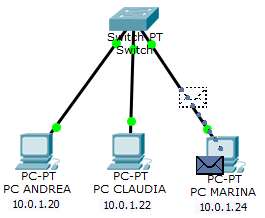 Switch-PT
Switch
PC-PT
PC ANDREA
10.0.1.20
PC-PT
PC CLAUDIA
10.0.1.22
PC-PT
PC MARINA
10.0.1.24